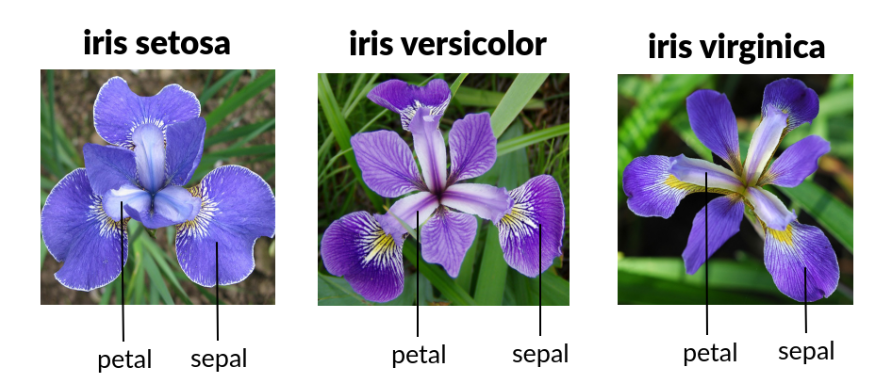 iris setosa
iris versicolor
iris virginica
petal
sepal
petal
sepal
petal
sepal